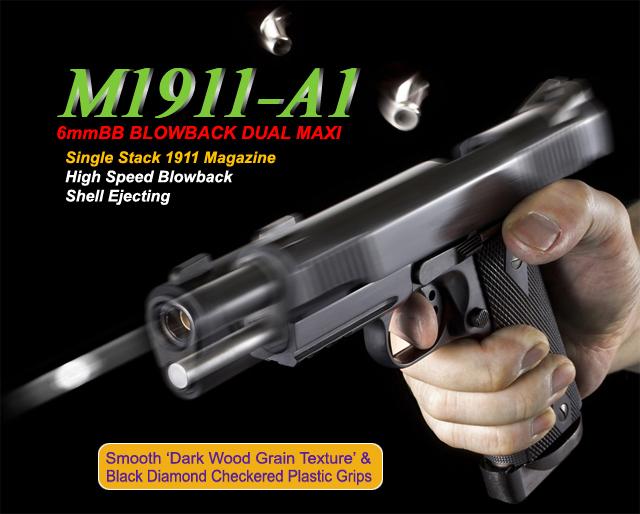 M1911-A1
6mmBB BLOWBACK DUAL MAXI
Single Stack 1911 Magazine
High Speed Blowback
Shell Ejecting
Smooth ‘Dark Wood Grain Texture’ &
Black Diamond Checkered Plastic Grips